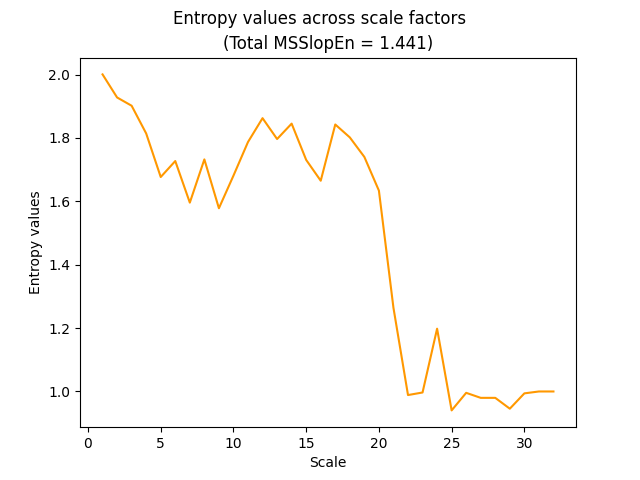 Entropy values across scale factors
(Total MSSlopEn = 1.441)
Entropy values
2.0
1.8
1.6
1.4
1.2
1.0
0 5 10 15 20 25 30
Scale